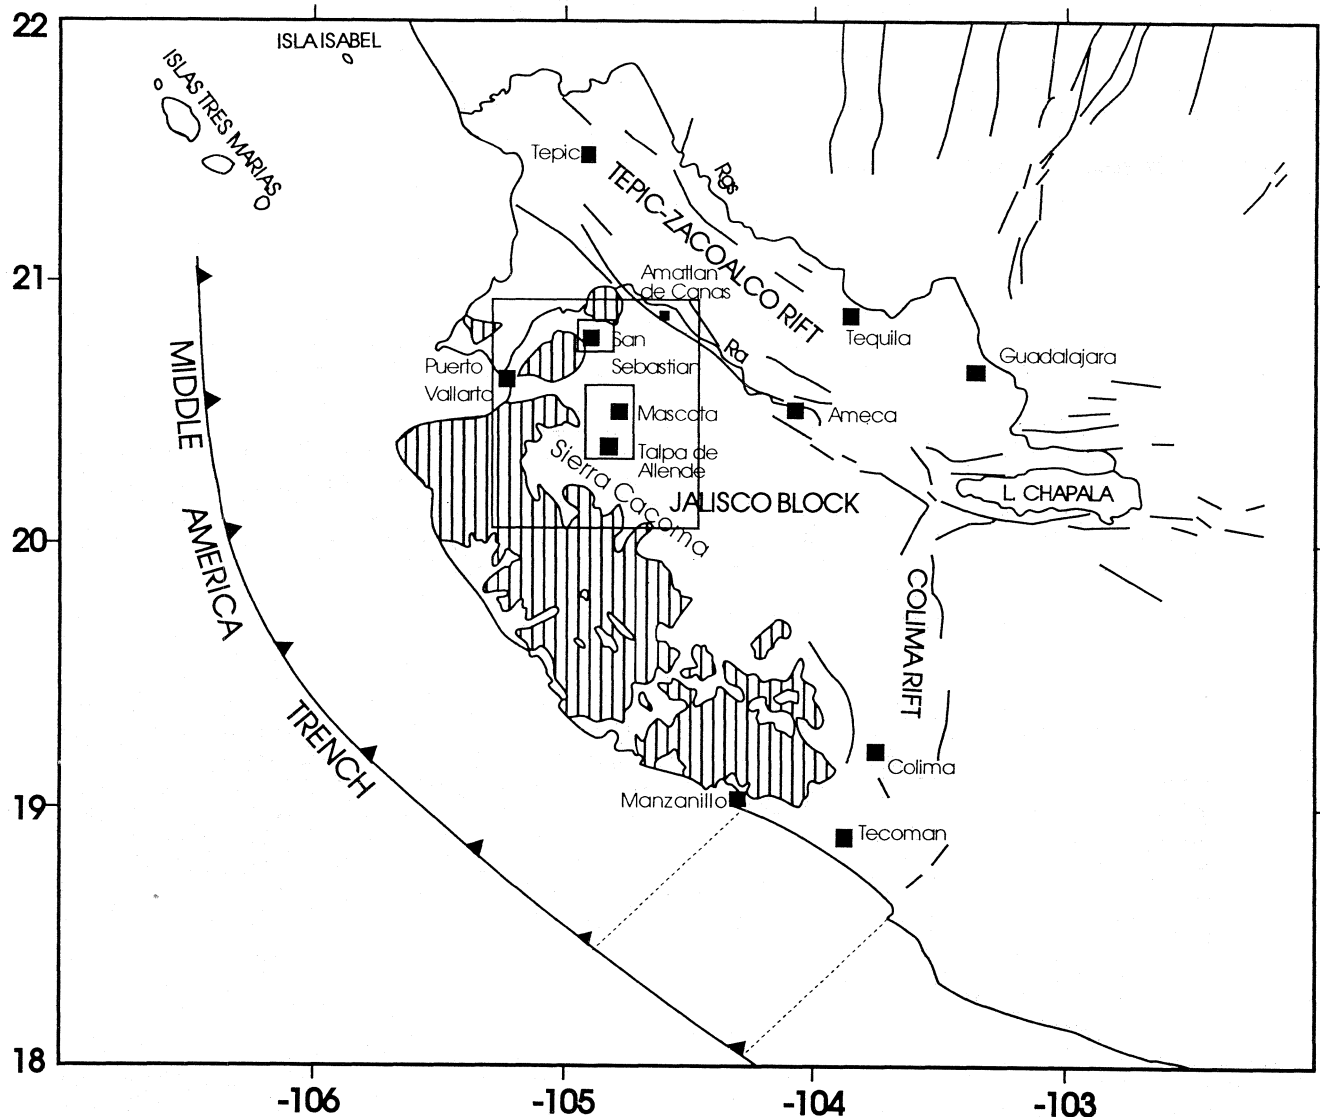 22
ISLA ISABEL
ISLAS TRES MARIAS
Tepic
Rgs
TEPIC-ZACOALCO RIFT
21
Amatlan
de Canas
San
Sebastian
Ra
Tequila
Guadalajara
Puerto
Vallarta
Mascota
Ameca
Talpa de
Allende
Sierra Cacoma
JALISCO BLOCK
L. CHAPALA
MIDDLE
AMERICA
TRENCH
20
COLIMA RIFT
Colima
19
Manzanillo
Tecoman
18
-106
-105
-104
-103